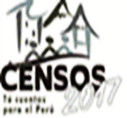 CENSOS
2017
Tú cuentas
para el Perú